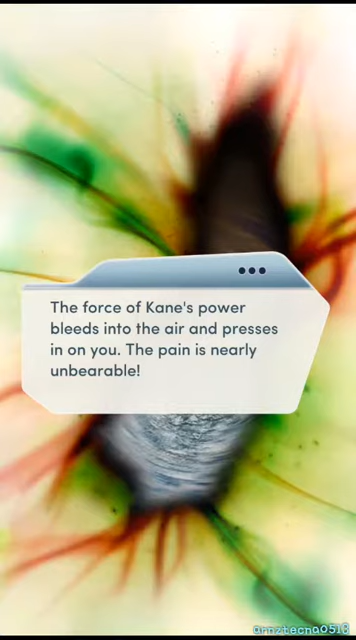 The force of Kane's power
bleeds into the air and presses
in on you. The pain is nearly
unbearable!
arnztecna0518